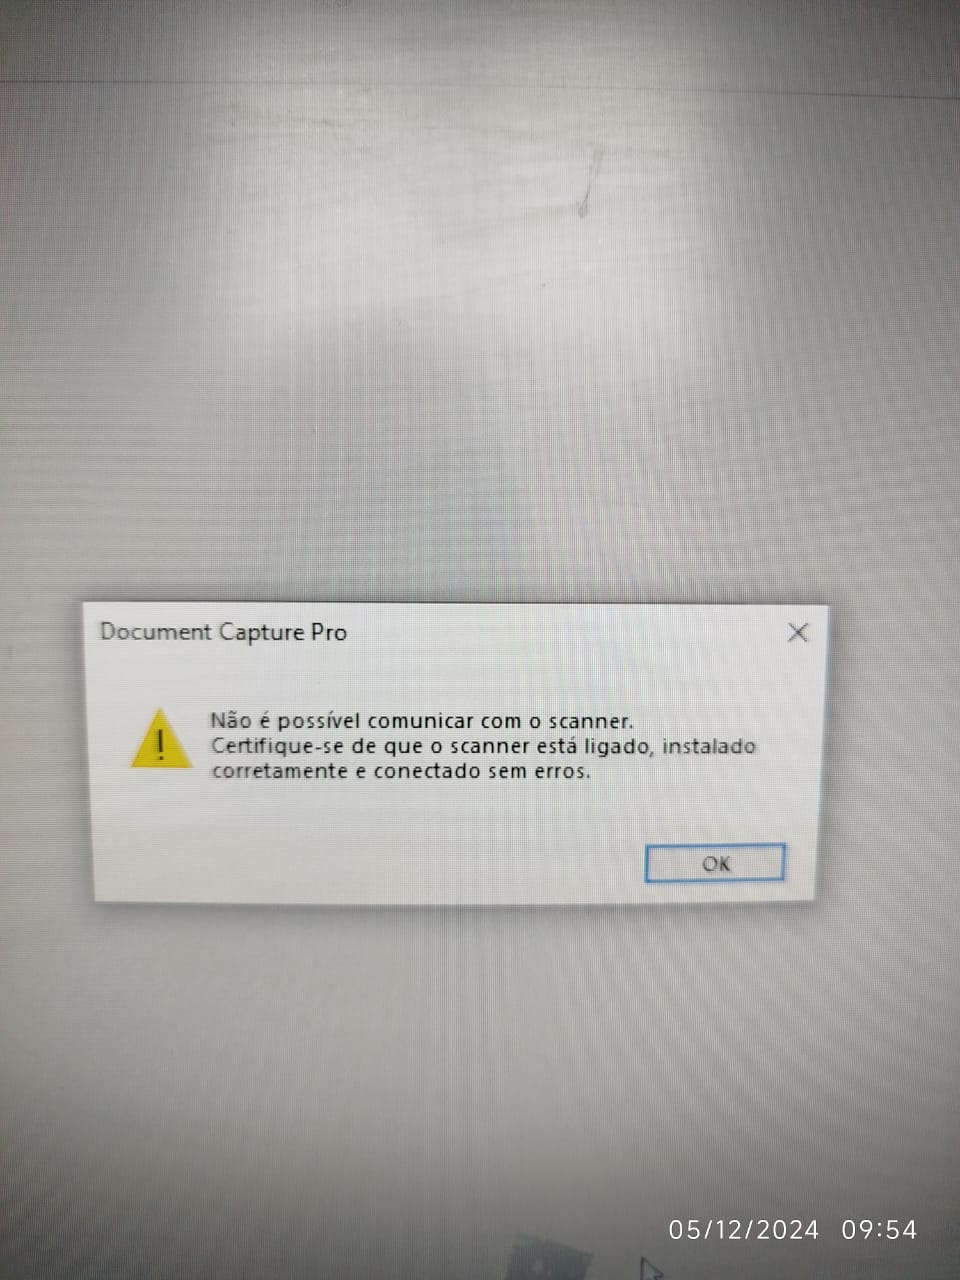 Document Capture Pro
Não é possível comunicar com o scanner.
Certifique-se de que o scanner está ligado, instalado
corretamente e conectado sem erros.
OK
05/12/2024 09:54